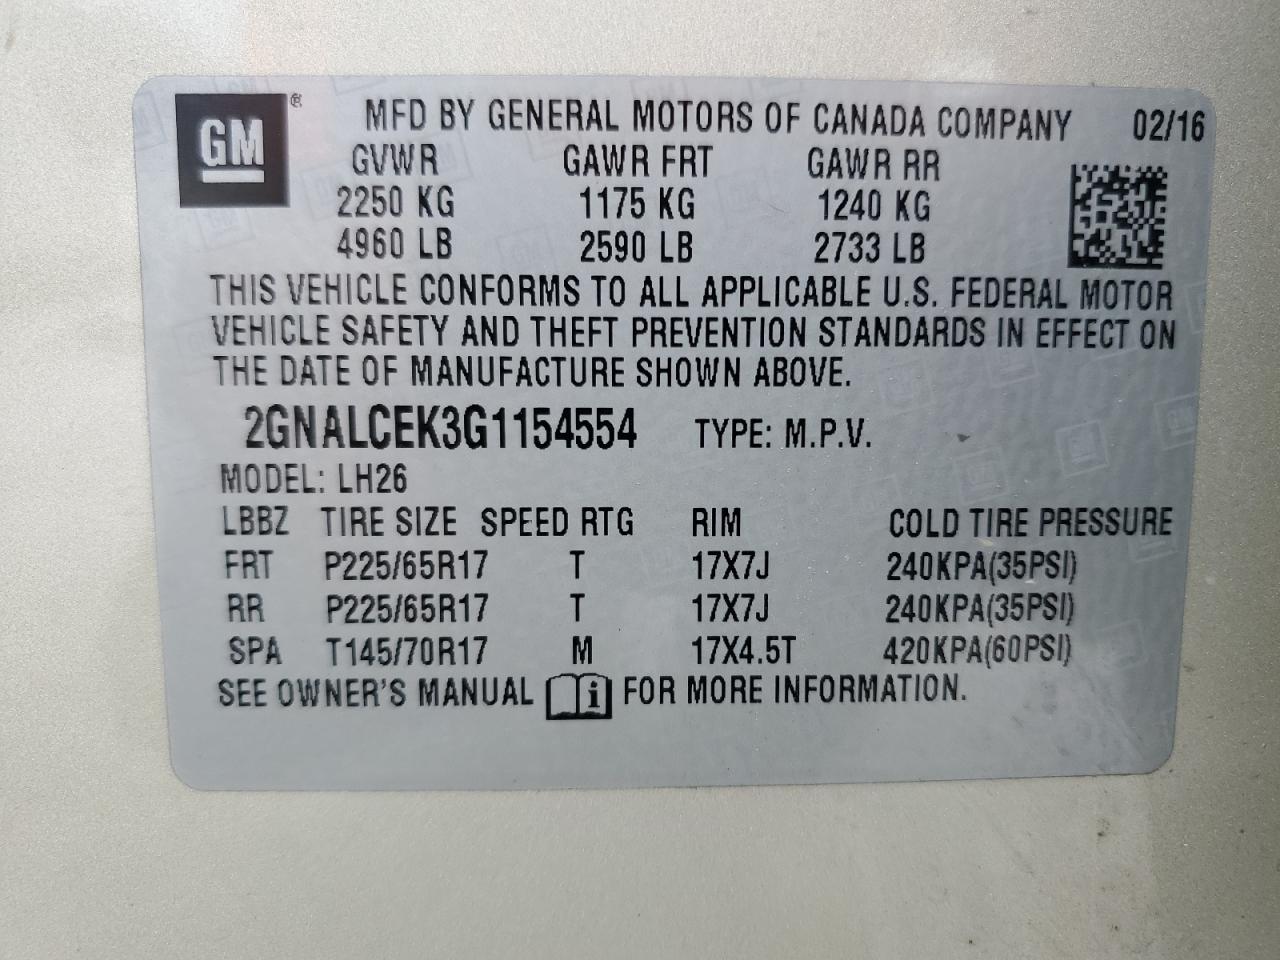 GM ® MFD BY GENERAL MOTORS OF CANADA COMPANY 02/16
GVWR GAWR FRT GAWR RR
2250 KG 1175 KG 1240 KG
4960 LB 2590 LB 2733 LB
THIS VEHICLE CONFORMS TO ALL APPLICABLE U.S. FEDERAL MOTOR
VEHICLE SAFETY AND THEFT PREVENTION STANDARDS IN EFFECT ON
THE DATE OF MANUFACTURE SHOWN ABOVE.
2GNALCEK3G1154554 TYPE: M.P.V.
MODEL: LH26
LBBZ TIRE SIZE SPEED RTG RIM COLD TIRE PRESSURE
FRT P225/65R17 T 17X7J 240KPA(35PSI)
RR P225/65R17 T 17X7J 240KPA(35PSI)
SPA T145/70R17 M 17X4.5T 420KPA(60PSI)
SEE OWNER'S MANUAL i FOR MORE INFORMATION.